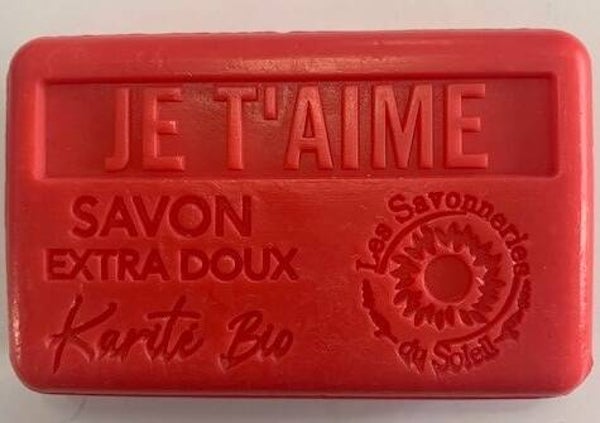 JE T'AIME
SAVON
EXTRA DOUX
Karité Bio
Les Savonneries
du Soleil